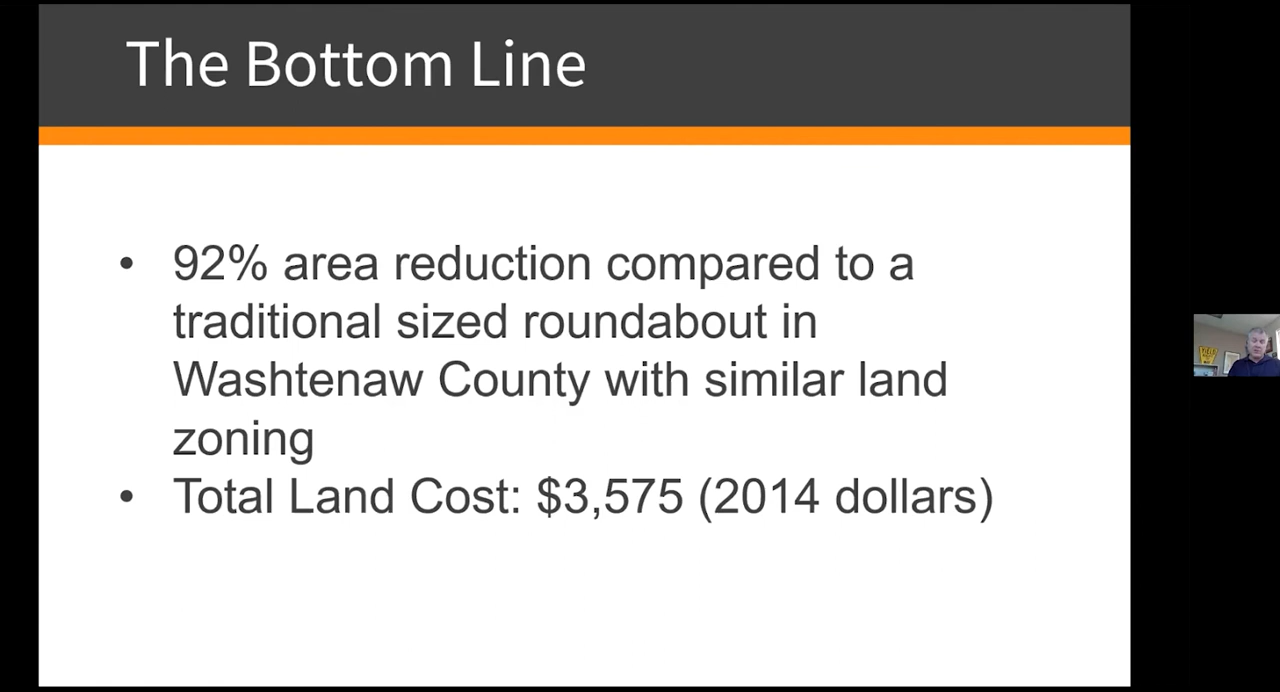 The Bottom Line
• 92% area reduction compared to a
traditional sized roundabout in
Washtenaw County with similar land
zoning
• Total Land Cost: $3,575 (2014 dollars)